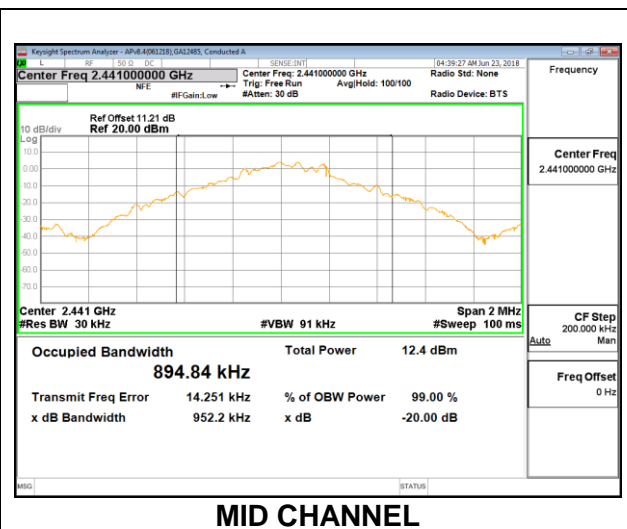 Keysight Spectrum Analyzer - APv8.4(061218),GA12485, Conducted A
L RF 50 Ω DC SENSE:INT 04:39:27 AM Jun 23, 2018
Center Freq 2.441000000 GHz Center Freq: 2.441000000 GHz Radio Std: None Frequency
NFE Trig: Free Run Avg|Hold: 100/100
#IFGain:Low #Atten: 30 dB Radio Device: BTS
Ref Offset 11.21 dB
10 dB/div Ref 20.00 dBm
Log
10.0
0.00
-10.0
-20.0
-30.0
-40.0
-50.0
-60.0
-70.0
Center Freq
2.441000000 GHz
Center 2.441 GHz Span 2 MHz
#Res BW 30 kHz #VBW 91 kHz #Sweep 100 ms
CF Step
200.000 kHz
Auto Man
Occupied Bandwidth Total Power 12.4 dBm
894.84 kHz
Freq Offset
0 Hz
Transmit Freq Error 14.251 kHz % of OBW Power 99.00 %
x dB Bandwidth 952.2 kHz x dB -20.00 dB
MSG STATUS
MID CHANNEL